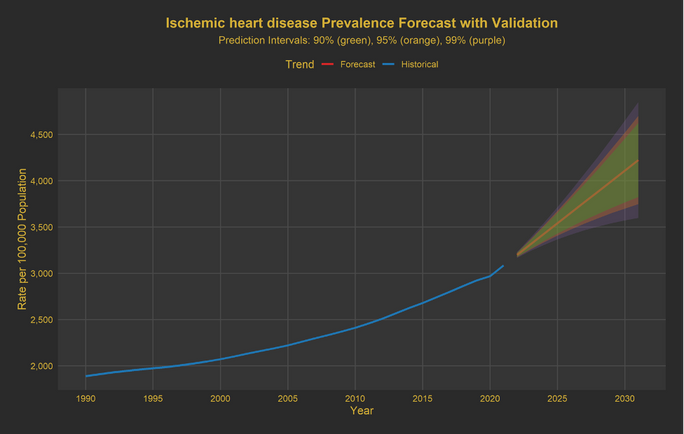 Ischemic heart disease Prevalence Forecast with Validation
Prediction Intervals: 90% (green), 95% (orange), 99% (purple)
Trend Forecast Historical
Rate per 100,000 Population
4,500
4,000
3,500
3,000
2,500
2,000
1990 1995 2000 2005 2010 2015 2020 2025 2030
Year